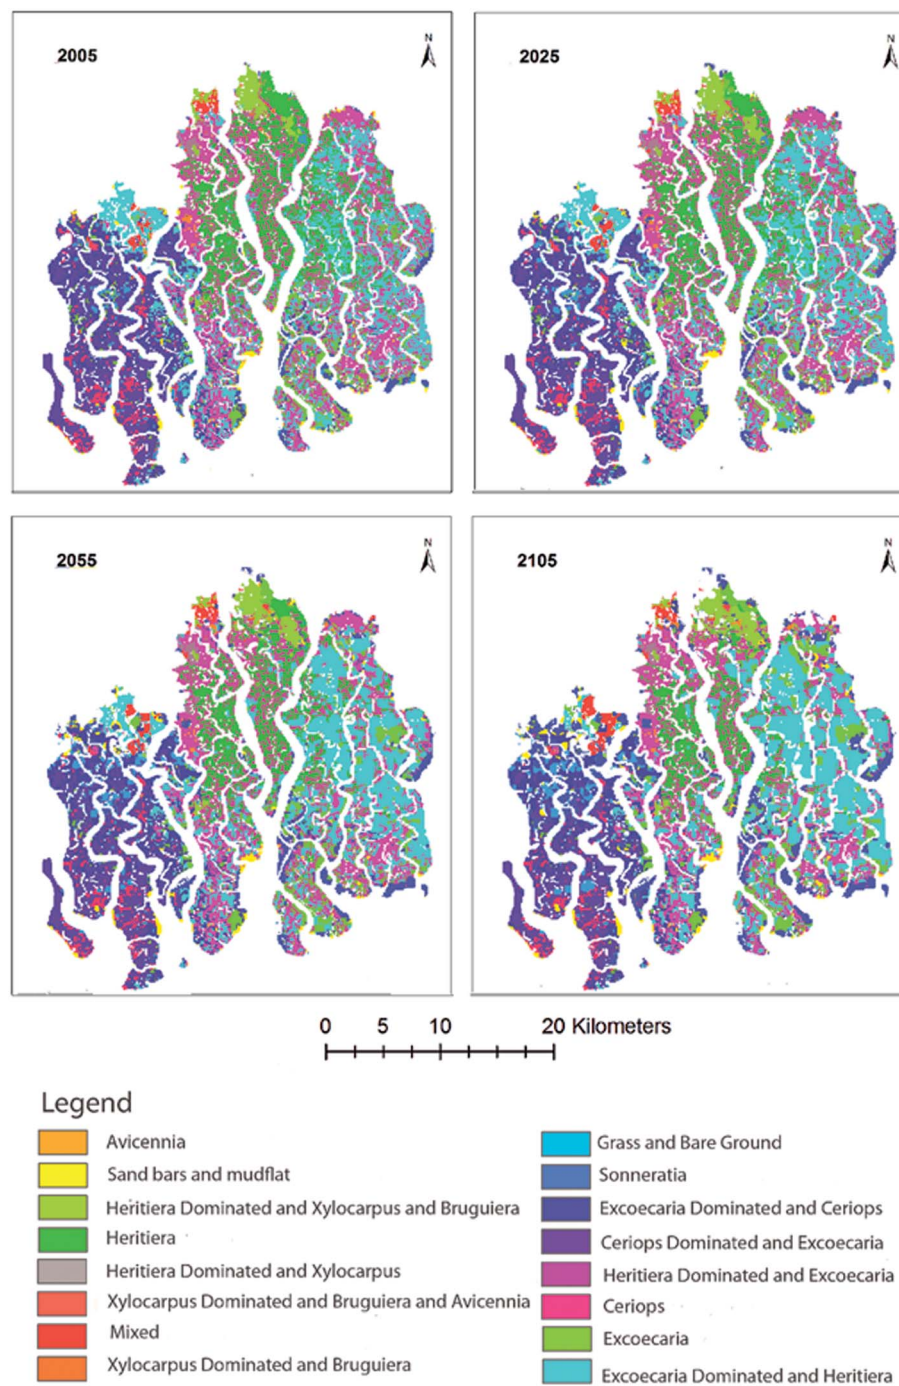 2005
N
2025
N
2055
N
2105
N
0 5 10 20 Kilometers
Legend
Avicennia
Sand bars and mudflat
Heritiera Dominated and Xylocarpus and Bruguiera
Heritiera
Heritiera Dominated and Xylocarpus
Xylocarpus Dominated and Bruguiera and Avicennia
Mixed
Xylocarpus Dominated and Bruguiera
Grass and Bare Ground
Sonneratia
Excoecaria Dominated and Ceriops
Ceriops Dominated and Excoecaria
Heritiera Dominated and Excoecaria
Ceriops
Excoecaria
Excoecaria Dominated and Heritiera